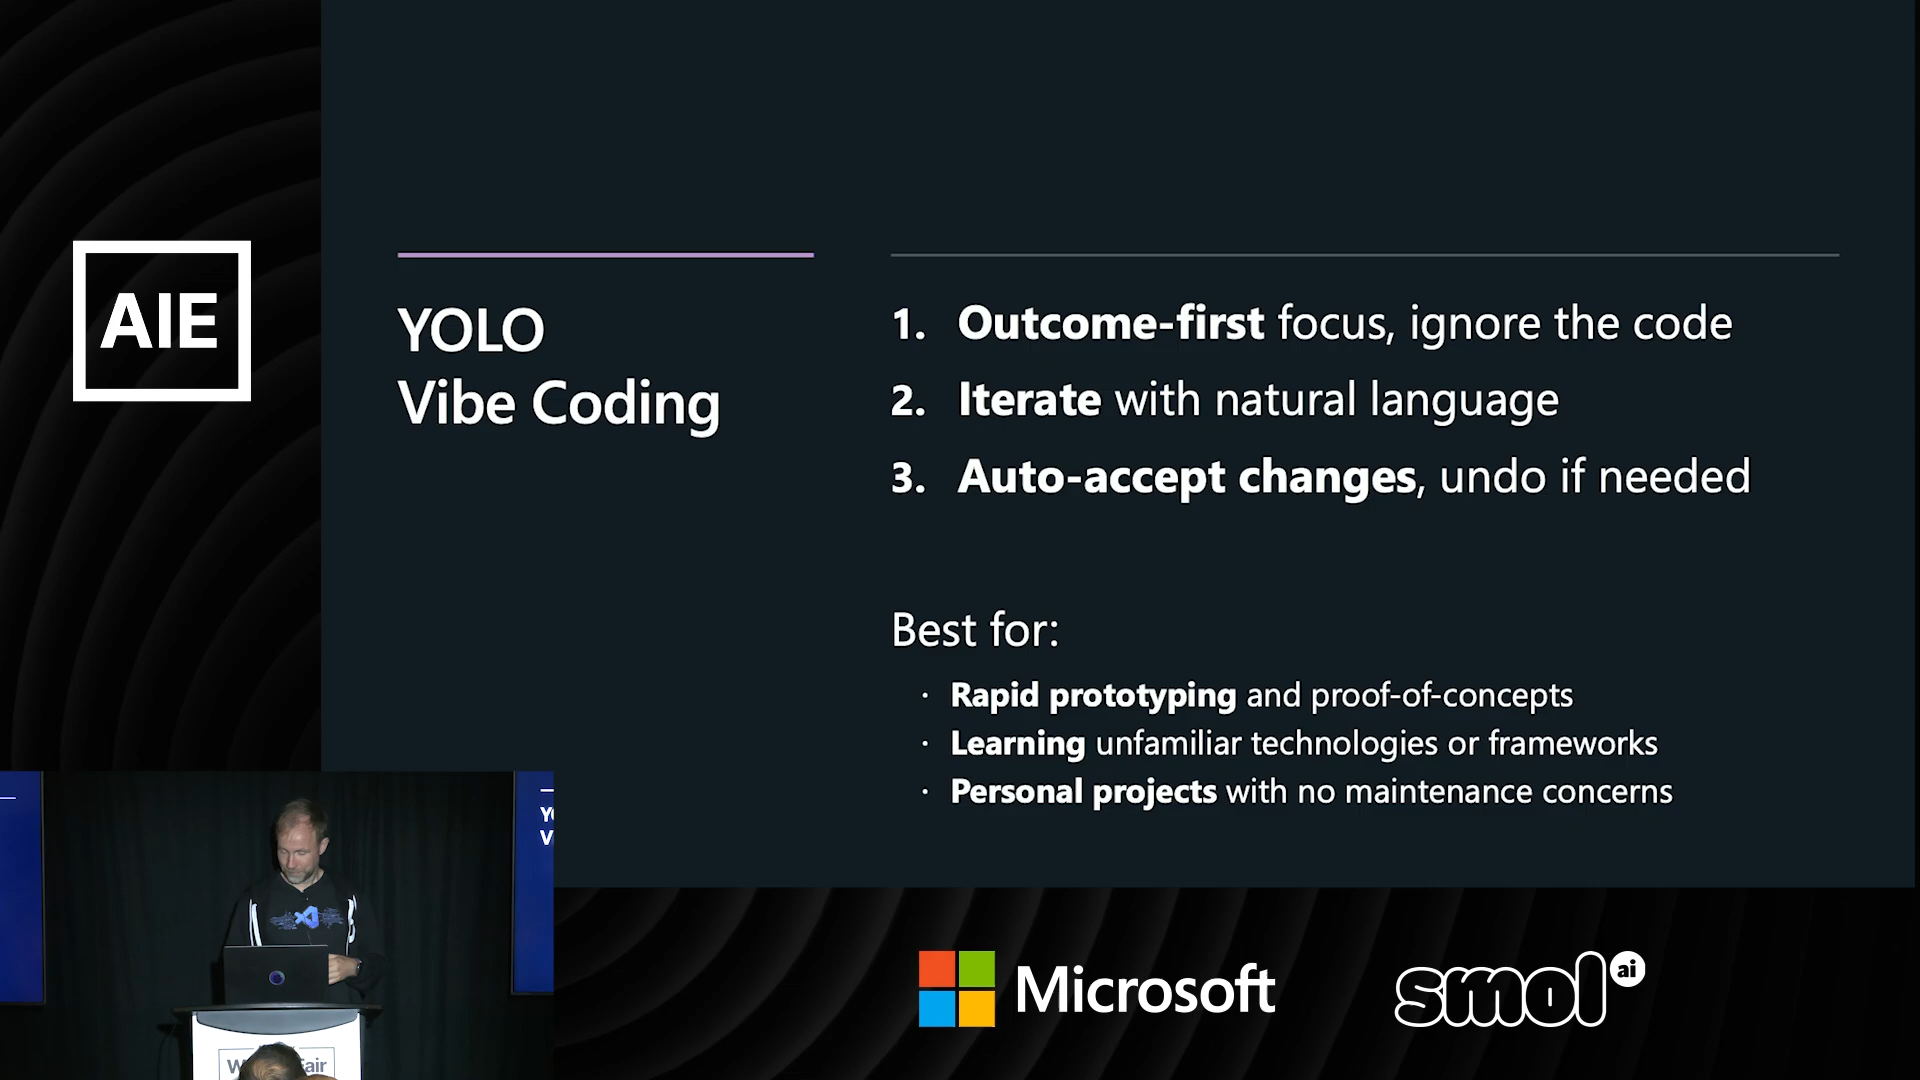 AIE
YOLO
Vibe Coding
1. Outcome-first focus, ignore the code
2. Iterate with natural language
3. Auto-accept changes, undo if needed
Best for:
· Rapid prototyping and proof-of-concepts
· Learning unfamiliar technologies or frameworks
· Personal projects with no maintenance concerns
Microsoft
smol ai